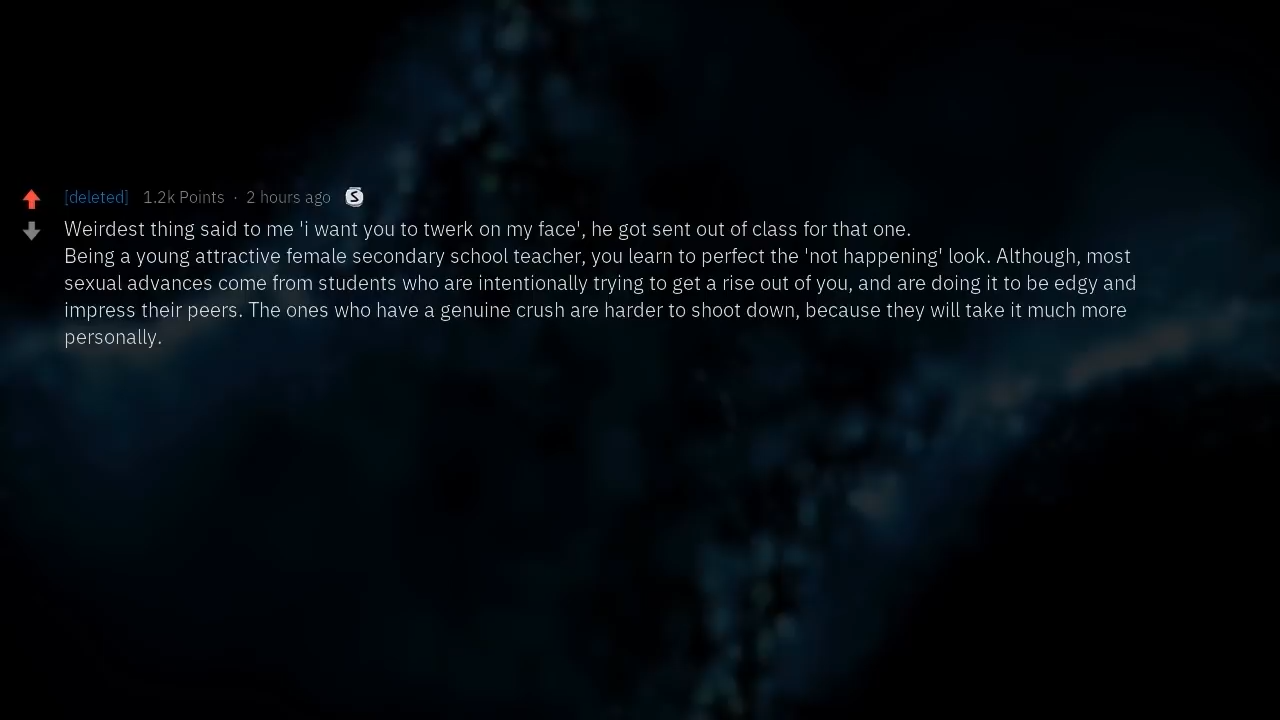 [deleted] 1.2k Points · 2 hours ago S
Weirdest thing said to me 'i want you to twerk on my face', he got sent out of class for that one.
Being a young attractive female secondary school teacher, you learn to perfect the 'not happening' look. Although, most
sexual advances come from students who are intentionally trying to get a rise out of you, and are doing it to be edgy and
impress their peers. The ones who have a genuine crush are harder to shoot down, because they will take it much more
personally.